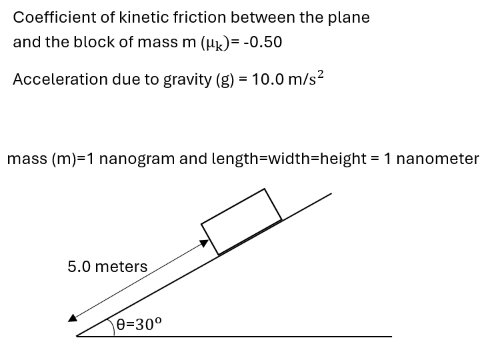 Coefficient of kinetic friction between the plane
and the block of mass m (μₖ)= -0.50
Acceleration due to gravity (g) = 10.0 m/s²
mass (m)=1 nanogram and length=width=height = 1 nanometer
5.0 meters
θ=30⁰